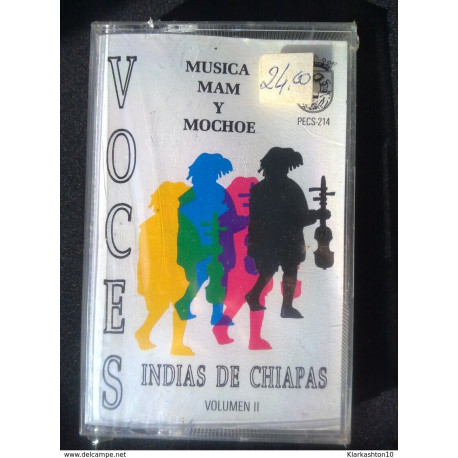 MUSICA
MAM
Y
MOCHOE
24,00
PECS-214
VOCES
INDIAS DE CHIAPAS
VOLUMEN II
www.delcampe.net
Klarkashton10